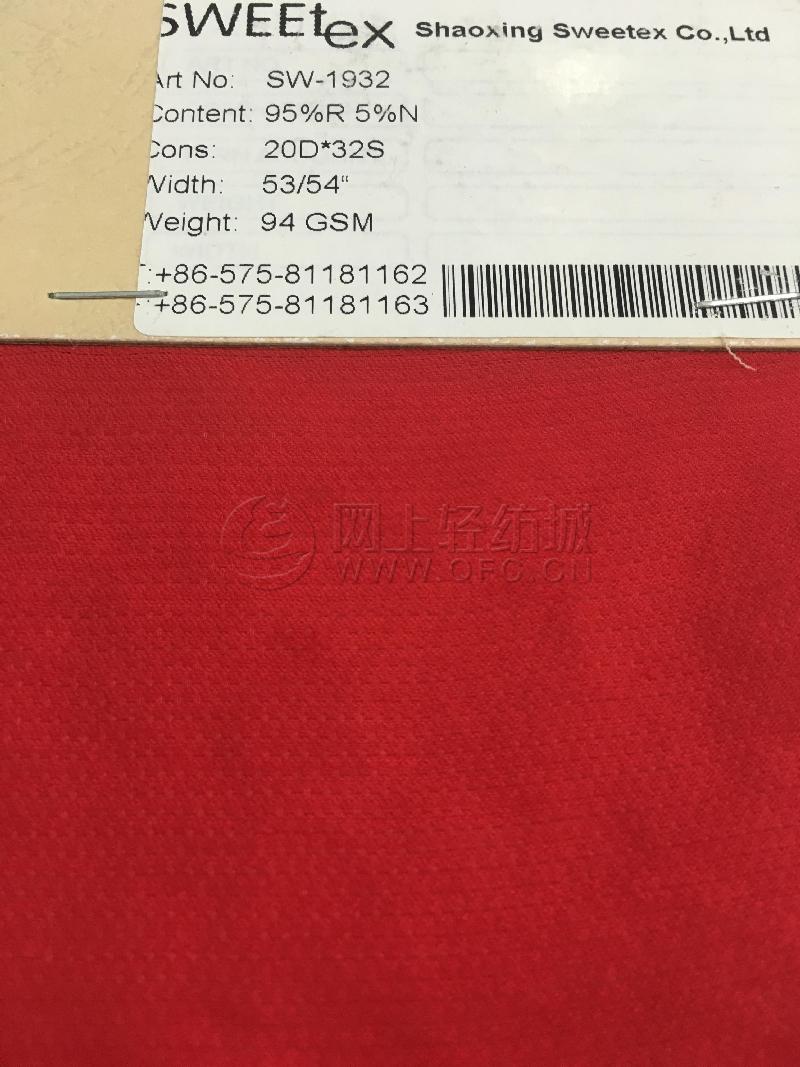 SWEEtex Shaoxing Sweetex Co.,Ltd
Art No: SW-1932
Content: 95%R 5%N
Cons: 20D*32S
Width: 53/54"
Weight: 94 GSM
:+86-575-81181162
+86-575-81181163
网上轻纺城
WWW.QFC.CN